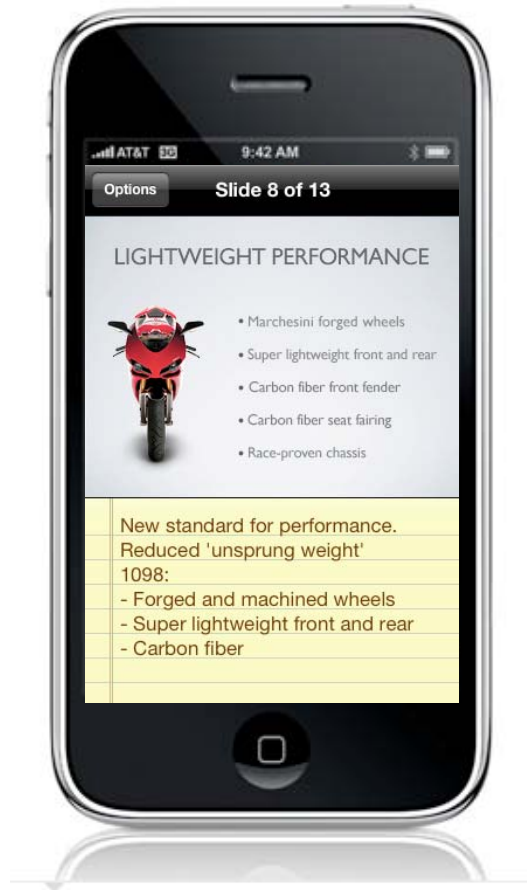 AT&T 3G 9:42 AM
Options Slide 8 of 13
LIGHTWEIGHT PERFORMANCE
• Marchesini forged wheels
• Super lightweight front and rear
• Carbon fiber front fender
• Carbon fiber seat fairing
• Race-proven chassis
New standard for performance.
Reduced 'unsprung weight'
1098:
- Forged and machined wheels
- Super lightweight front and rear
- Carbon fiber